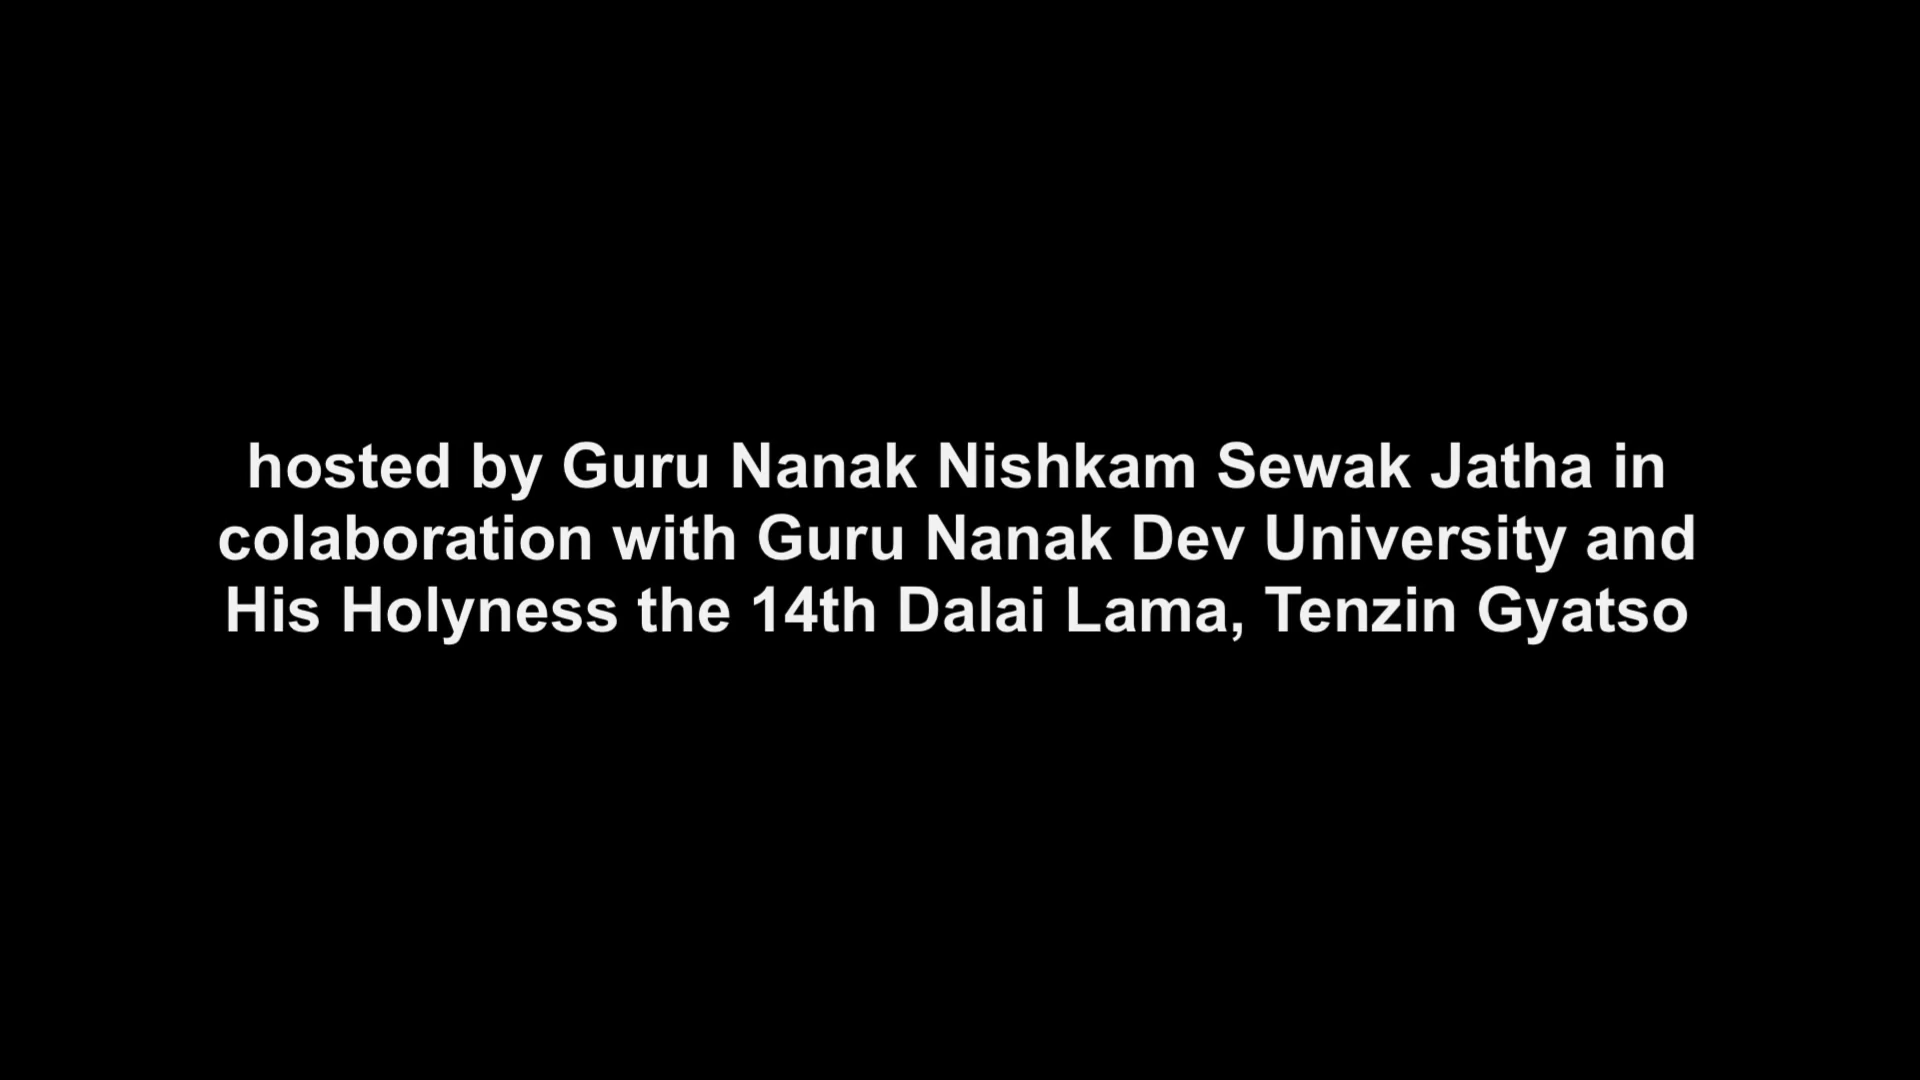 hosted by Guru Nanak Nishkam Sewak Jatha in
colaboration with Guru Nanak Dev University and
His Holyness the 14th Dalai Lama, Tenzin Gyatso